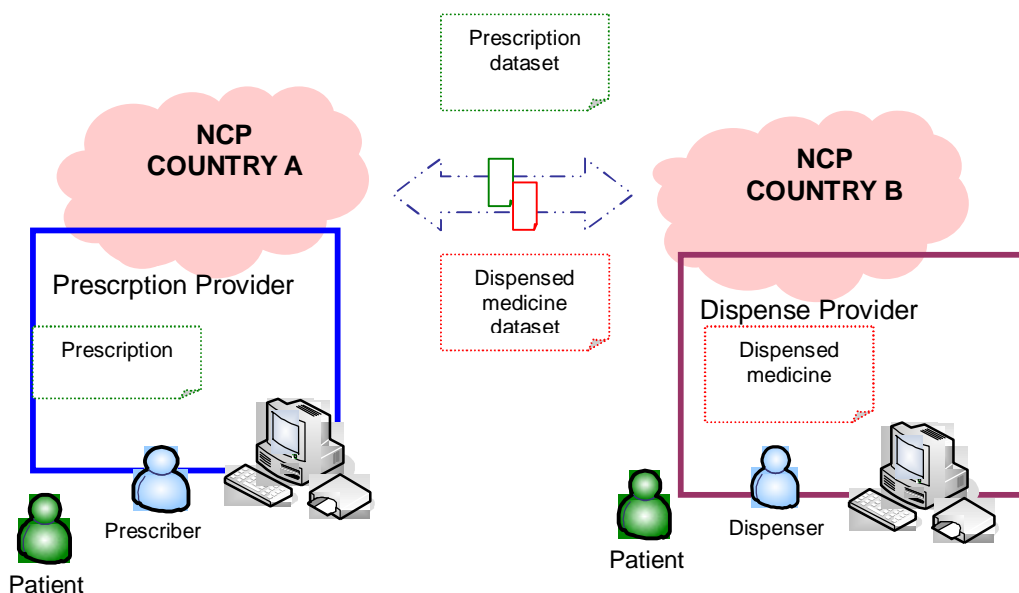 Prescription
dataset
NCP
COUNTRY A
NCP
COUNTRY B
Prescrption Provider
Prescription
Dispensed
medicine
dataset
Dispense Provider
Dispensed
medicine
Prescriber
Patient
Dispenser
Patient